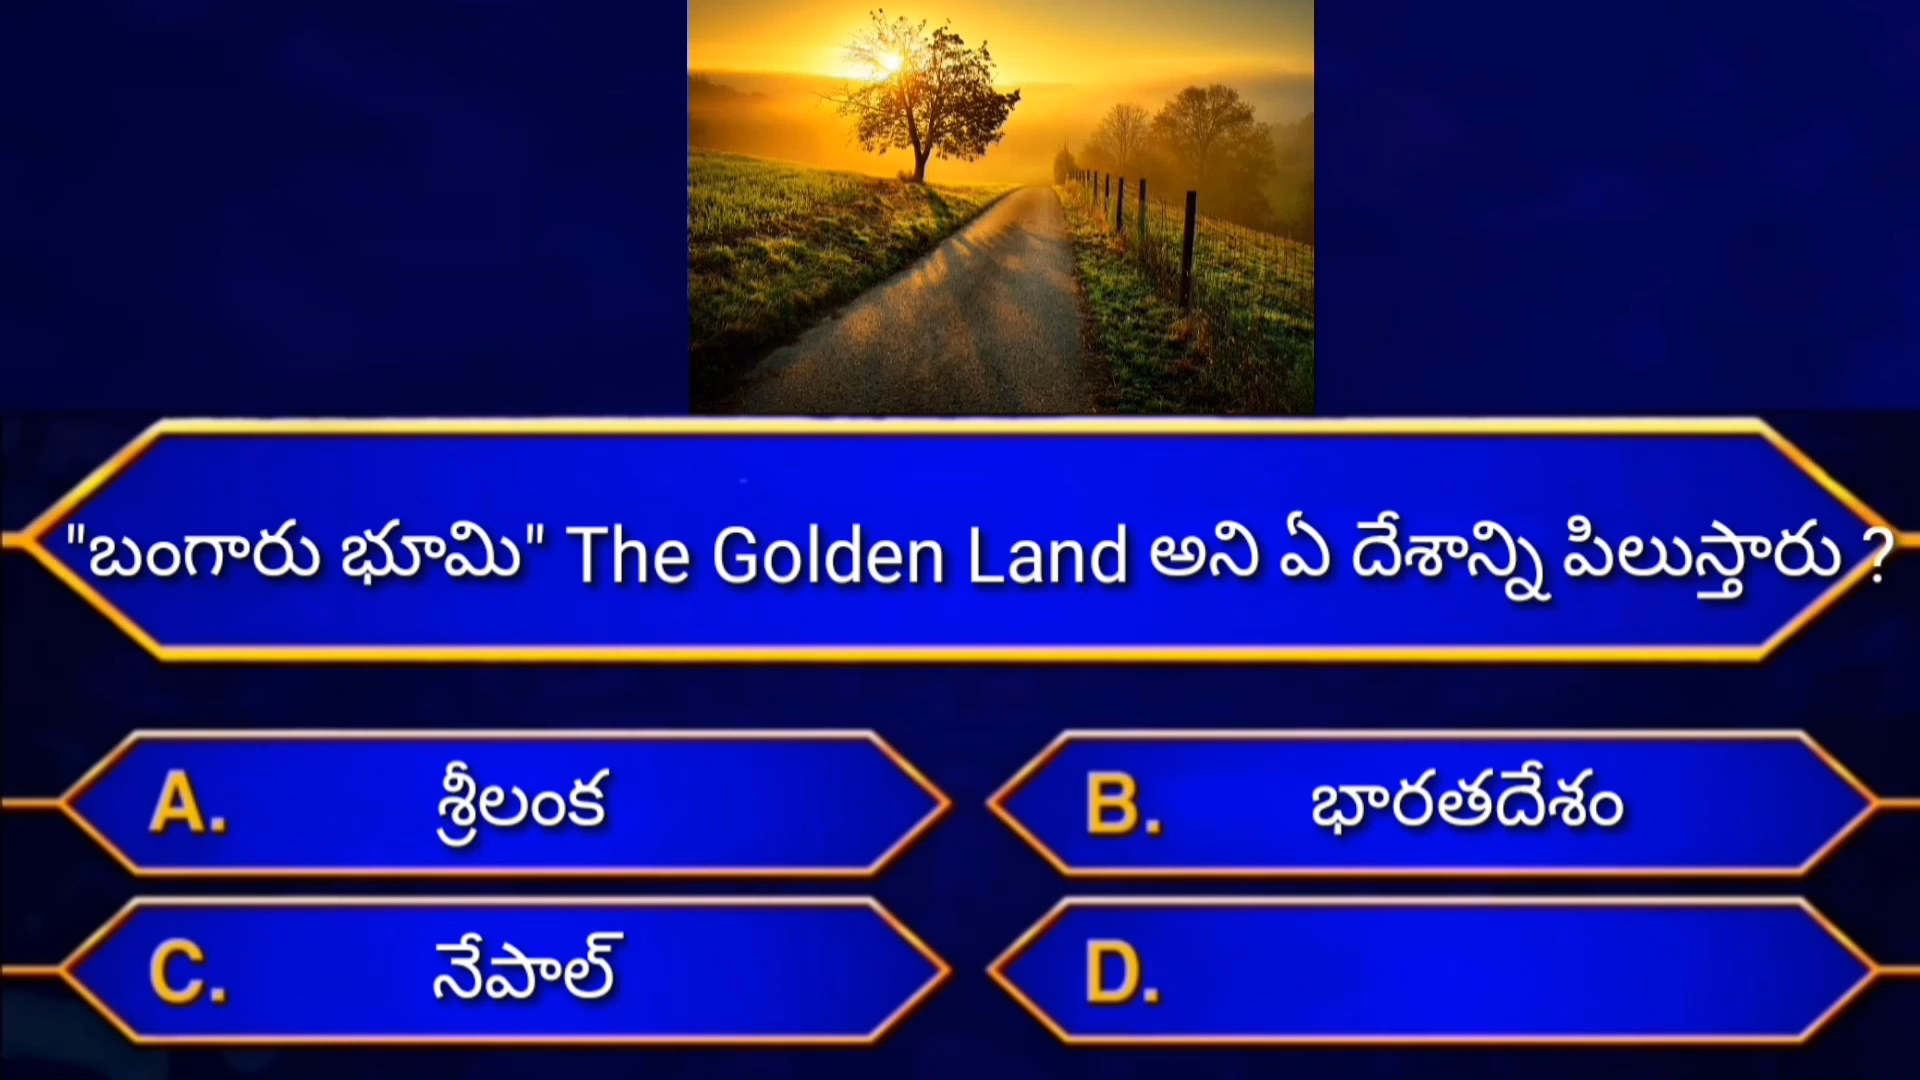 "బంగారు భూమి" The Golden Land అని ఏ దేశాన్ని పిలుస్తారు ?
A. శ్రీలంక
B. భారతదేశం
C. నేపాల్
D.